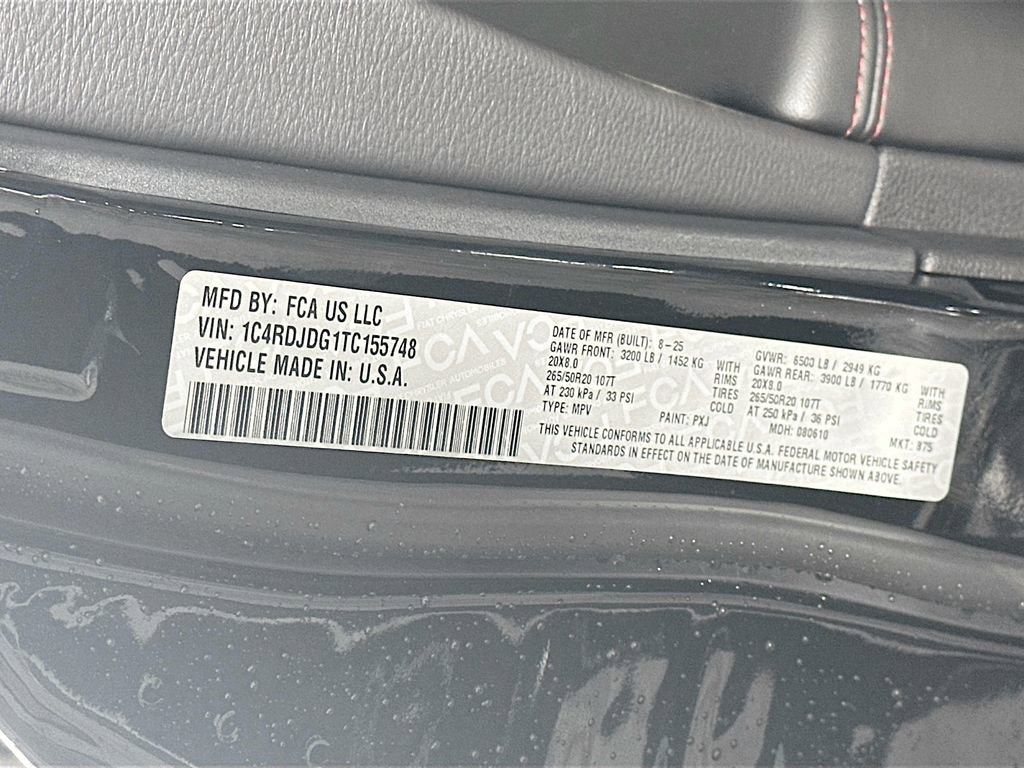 MFD BY: FCA US LLC
VIN: 1C4RDJDG1TC155748
VEHICLE MADE IN: U.S.A.
DATE OF MFR (BUILT): 8-25
GAWR FRONT: 3200 LB / 1452 KG WITH
20X8.0 RIMS
265/50R20 107T TIRES
AT 230 kPa / 33 PSI COLD
TYPE: MPV PAINT: PXJ
GVWR: 6503 LB / 2949 KG
GAWR REAR: 3900 LB / 1770 KG WITH
20X8.0 RIMS
265/50R20 107T TIRES
AT 250 kPa / 36 PSI COLD
MDH: 080610 MKT: 875
THIS VEHICLE CONFORMS TO ALL APPLICABLE U.S.A. FEDERAL MOTOR VEHICLE SAFETY
STANDARDS IN EFFECT ON THE DATE OF MANUFACTURE SHOWN ABOVE.